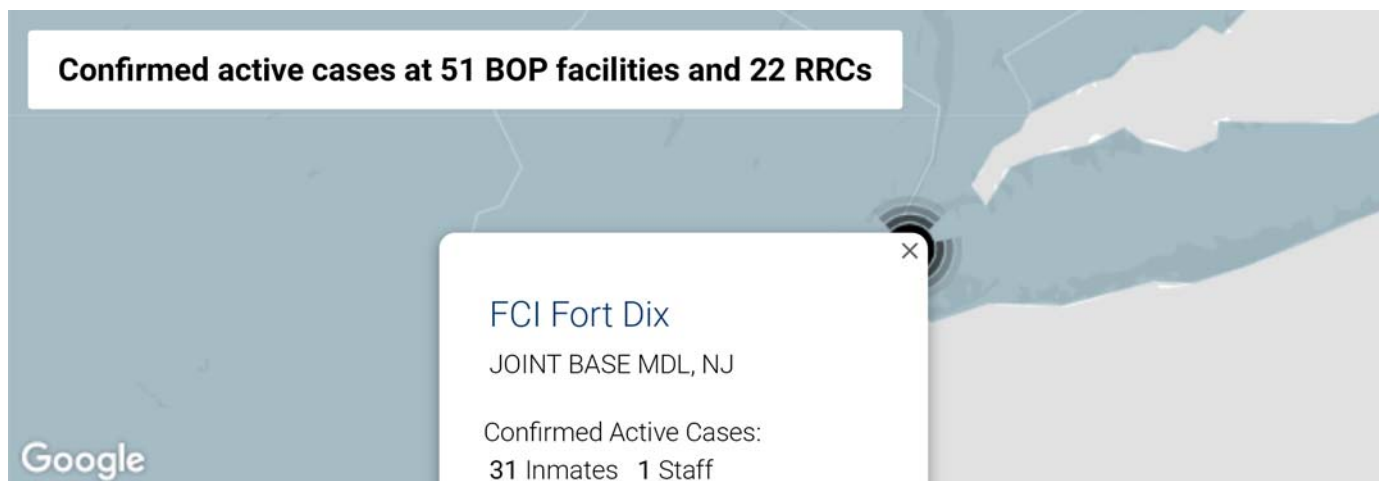 Confirmed active cases at 51 BOP facilities and 22 RRCs
FCI Fort Dix
JOINT BASE MDL, NJ
Confirmed Active Cases:
31 Inmates 1 Staff
Google